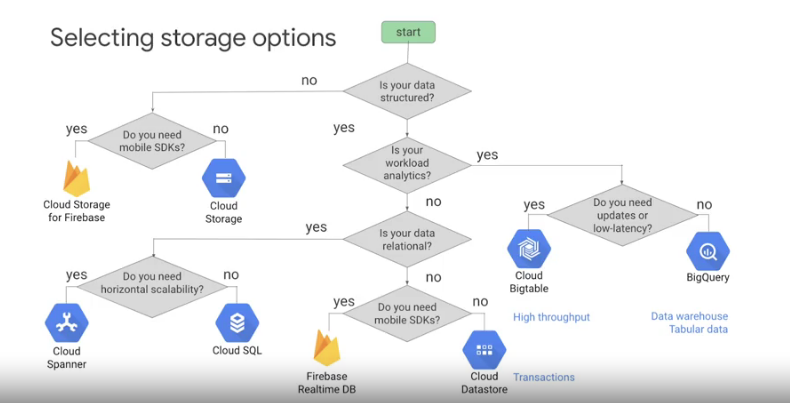 Selecting storage options
start
no
Is your data
structured?
yes
Do you need
mobile SDKs?
no
yes
Is your
workload
analytics?
yes
Cloud Storage
for Firebase
Cloud
Storage
no
yes
Do you need
updates or
low-latency?
no
yes
Is your data
relational?
Cloud
Bigtable
BigQuery
yes
Do you need
horizontal scalability?
no
no
yes
Do you need
mobile SDKs?
no
High throughput
Data warehouse
Tabular data
Cloud
Spanner
Cloud SQL
Firebase
Realtime DB
Cloud
Datastore
Transactions